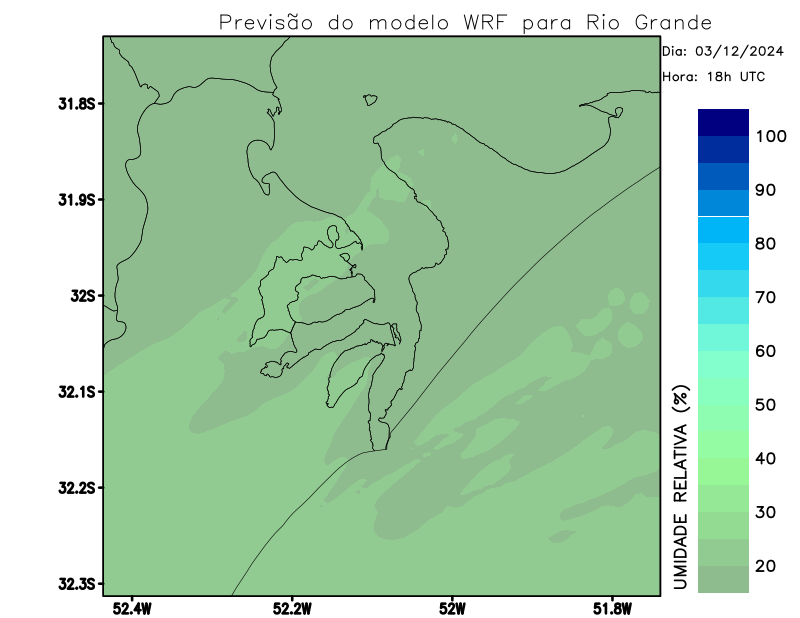 Previsão do modelo WRF para Rio Grande
Dia: 03/12/2024
Hora: 18h UTC
31.8S
31.9S
32S
32.1S
32.2S
32.3S
52.4W
52.2W
52W
51.8W
UMIDADE RELATIVA (%)
100
90
80
70
60
50
40
30
20